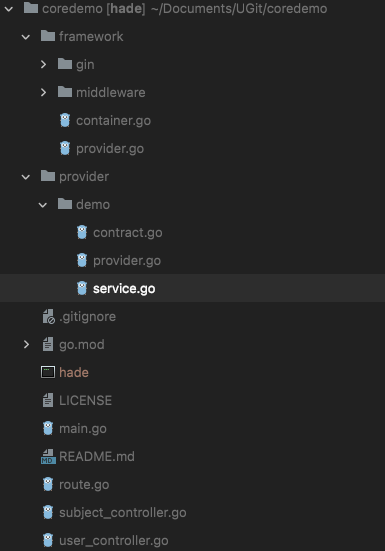 coredemo [hade] ~/Documents/UGit/coredemo
framework
gin
middleware
container.go
provider.go
provider
demo
contract.go
provider.go
service.go
.gitignore
go.mod
hade
LICENSE
main.go
README.md
route.go
subject_controller.go
user_controller.go